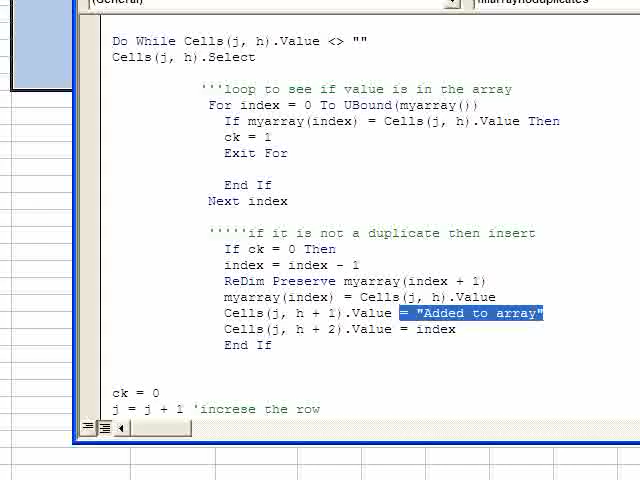 (General)
fillarraynoduplicates
Do While Cells(j, h).Value <> ""
Cells(j, h).Select
'''loop to see if value is in the array
For index = 0 To UBound(myarray())
If myarray(index) = Cells(j, h).Value Then
ck = 1
Exit For
End If
Next index
'''''if it is not a duplicate then insert
If ck = 0 Then
index = index - 1
ReDim Preserve myarray(index + 1)
myarray(index) = Cells(j, h).Value
Cells(j, h + 1).Value = "Added to array"
Cells(j, h + 2).Value = index
End If
ck = 0
j = j + 1 'increse the row